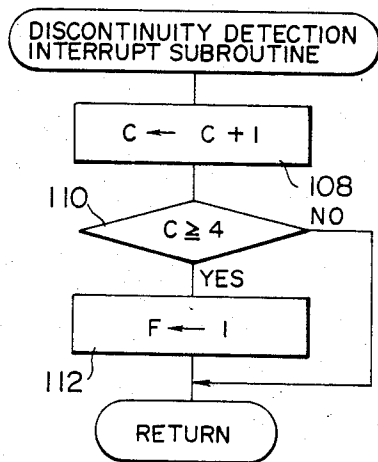 DISCONTINUITY DETECTION
INTERRUPT SUBROUTINE
C ← C + 1
108
110
C ≧ 4
NO
YES
F ← 1
112
RETURN